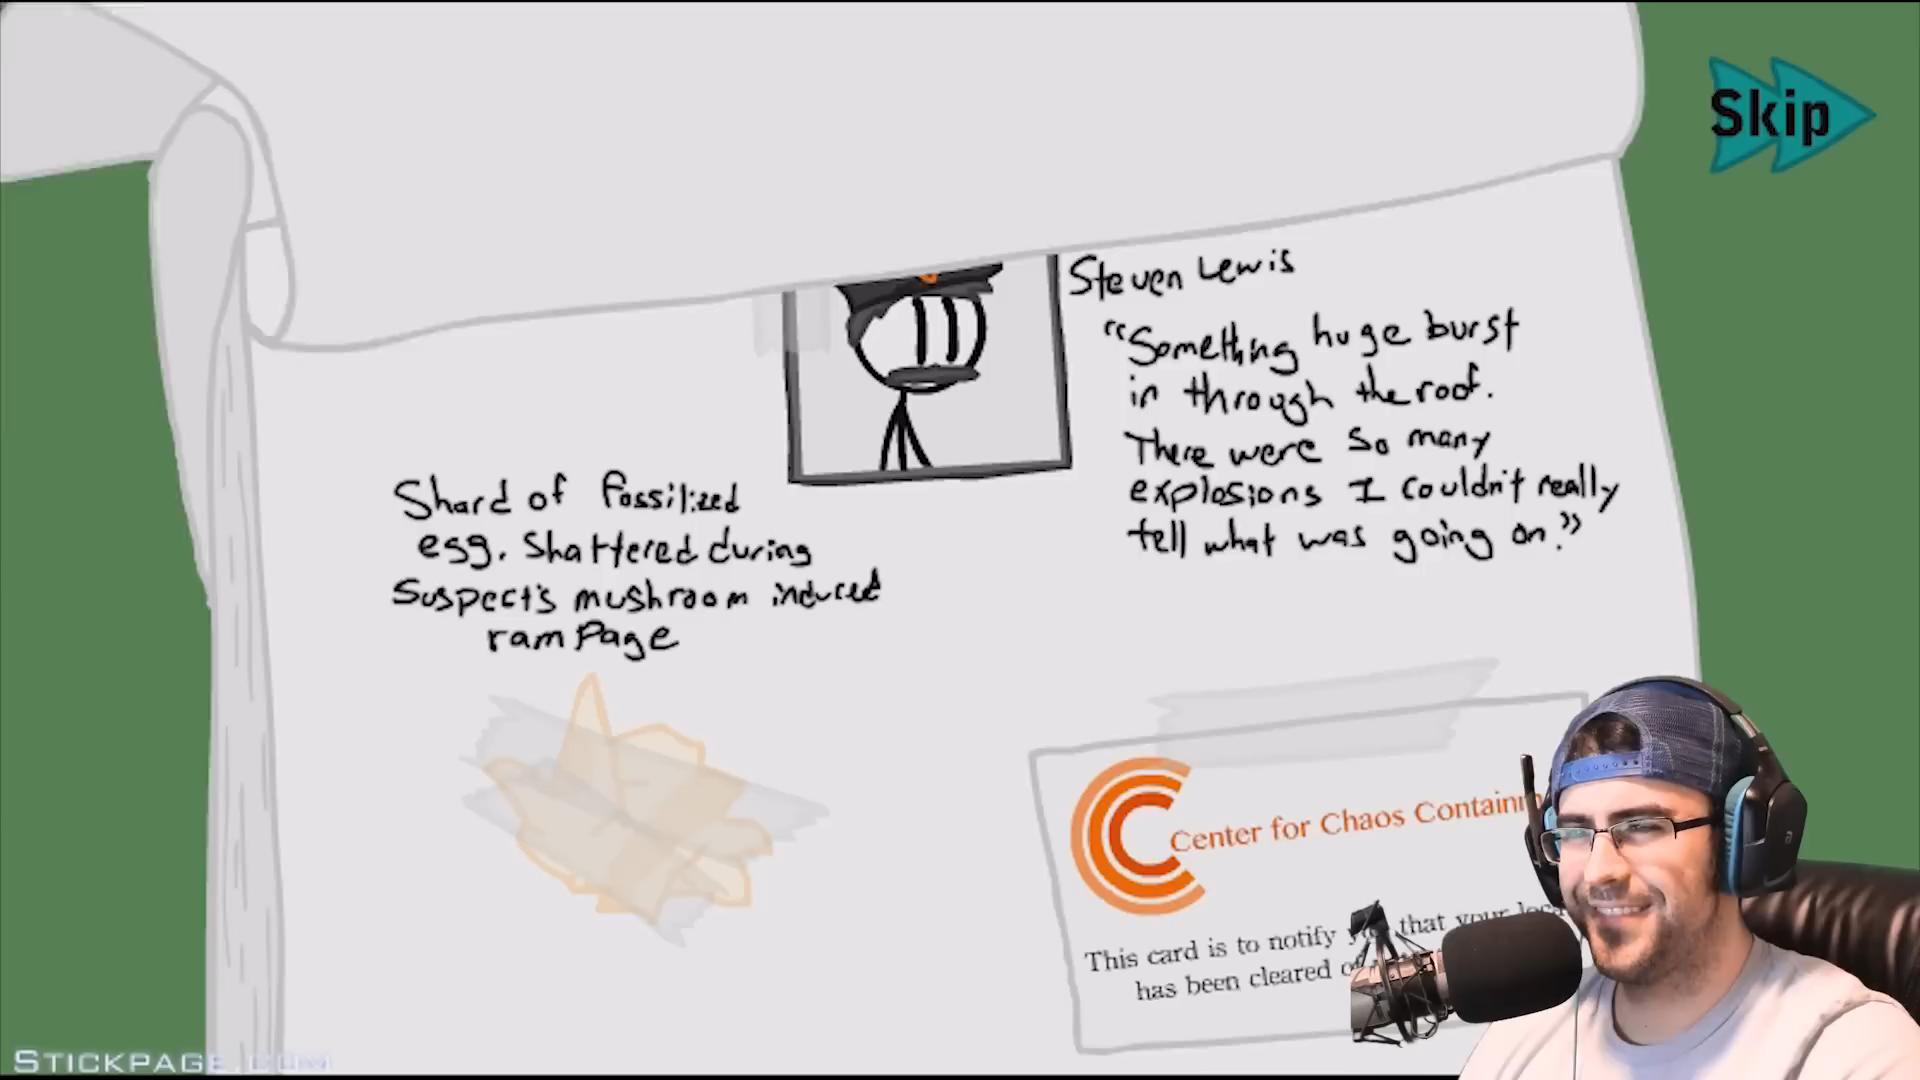 Skip
Steven Lewis
"Something huge burst
in through the roof.
There were so many
explosions I couldn't really
tell what was going on."
Shard of fossilized
egg. Shattered during
Suspect's mushroom induced
rampage
Center for Chaos
This card is to notify that your
has been cleared
STICKPAGE.COM